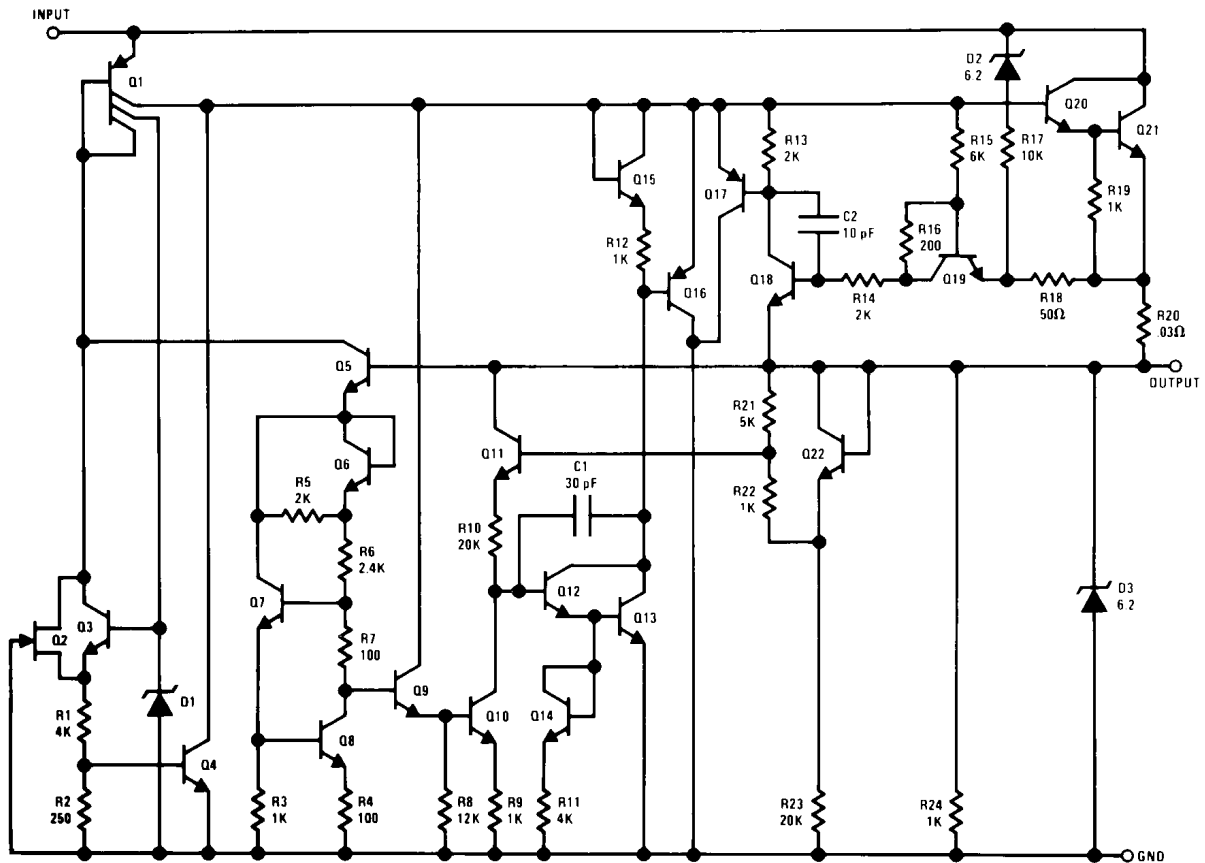 INPUT
Q1
D2
6.2
Q20
Q21
R13
2K
R15
6K
R17
10K
R19
1K
Q15
Q17
C2
10 pF
R16
200
R12
1K
Q16
Q18
R14
2K
Q19
R18
50Ω
R20
.03Ω
OUTPUT
Q5
Q6
R5
2K
Q11
C1
30 pF
R21
5K
R22
1K
Q22
R10
20K
R6
2.4K
Q7
Q12
Q13
D3
6.2
Q2
Q3
R7
100
D1
R1
4K
Q9
Q10
Q14
Q4
Q8
R2
250
R3
1K
R4
100
R8
12K
R9
1K
R11
4K
R23
20K
R24
1K
GND